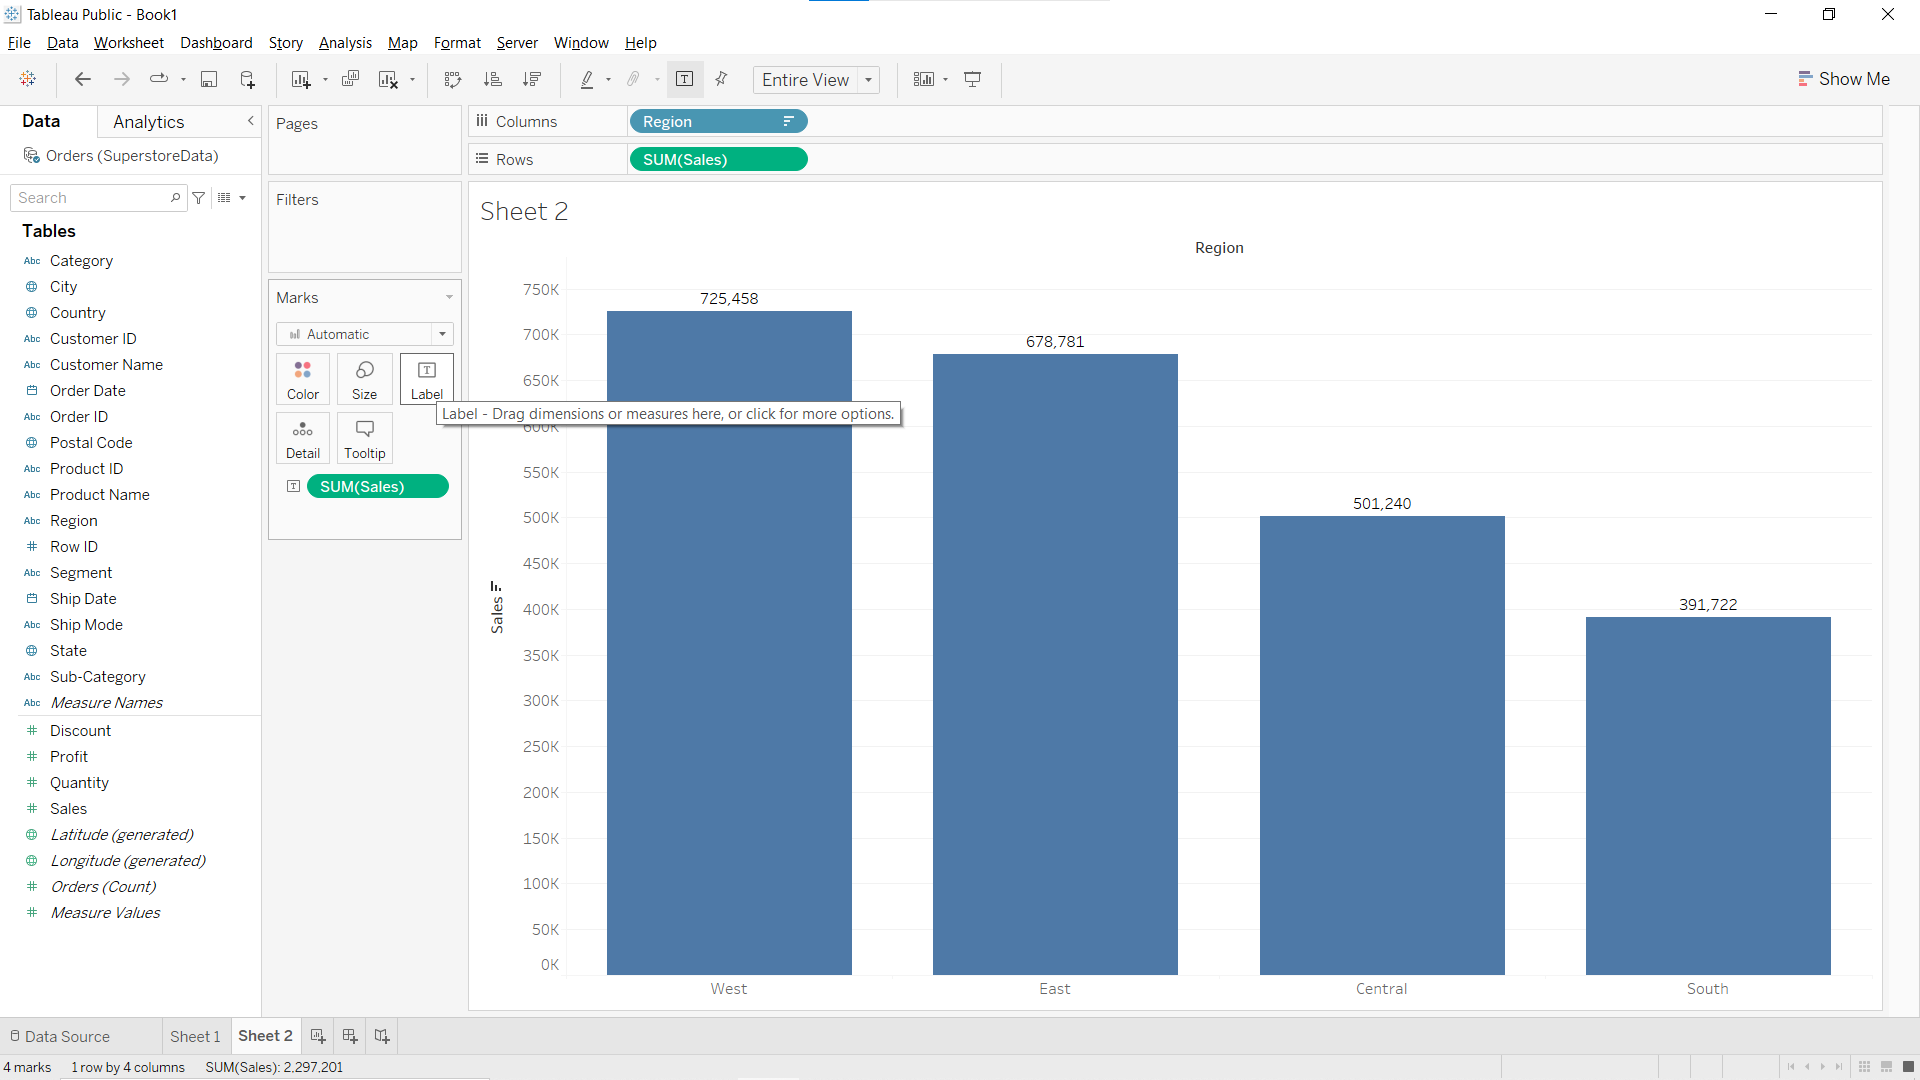 Tableau Public - Book1
File Data Worksheet Dashboard Story Analysis Map Format Server Window Help
Entire View
Show Me
Data
Analytics
Orders (SuperstoreData)
Search
Tables
Abc Category
City
Country
Abc Customer ID
Abc Customer Name
Order Date
Abc Order ID
Postal Code
Abc Product ID
Abc Product Name
Abc Region
# Row ID
Abc Segment
Ship Date
Abc Ship Mode
State
Abc Sub-Category
Abc Measure Names
# Discount
# Profit
# Quantity
# Sales
Latitude (generated)
Longitude (generated)
# Orders (Count)
# Measure Values
Pages
Filters
Marks
Automatic
Color Size Label
Label - Drag dimensions or measures here, or click for more options.
Detail Tooltip
SUM(Sales)
Columns
Region
Rows
SUM(Sales)
Sheet 2
Region
Sales
750K
700K
650K
600K
550K
500K
450K
400K
350K
300K
250K
200K
150K
100K
50K
0K
725,458
678,781
501,240
391,722
West East Central South
Data Source Sheet 1 Sheet 2
4 marks 1 row by 4 columns SUM(Sales): 2,297,201